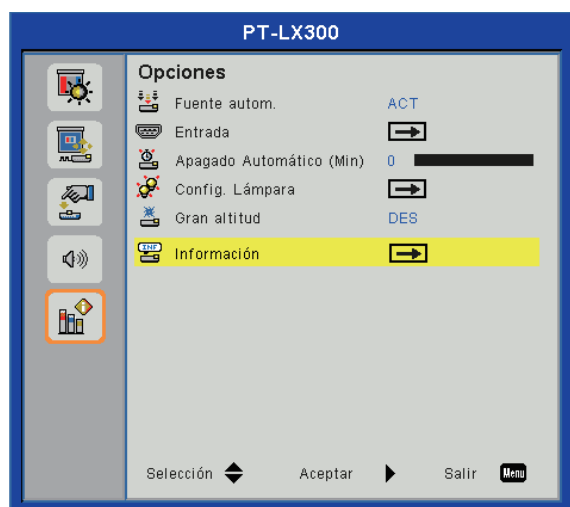 PT-LX300
Opciones
Fuente autom. ACT
Entrada
Apagado Automático (Min) 0
Config. Lámpara
Gran altitud DES
INF
Información
Selección Aceptar Salir Menu